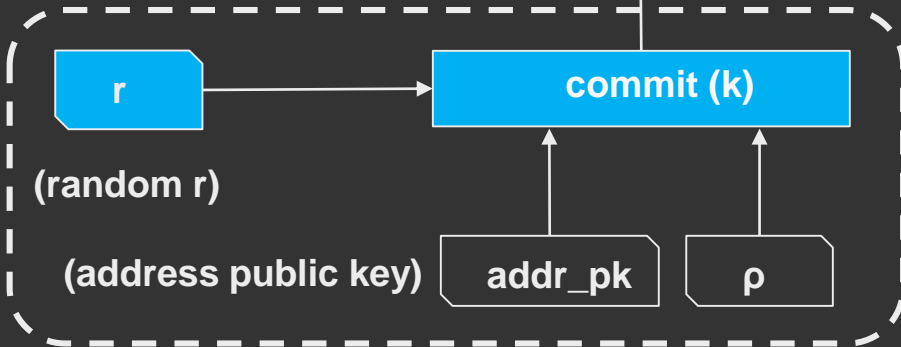 r
commit (k)
(random r)
(address public key)
addr_pk
ρ